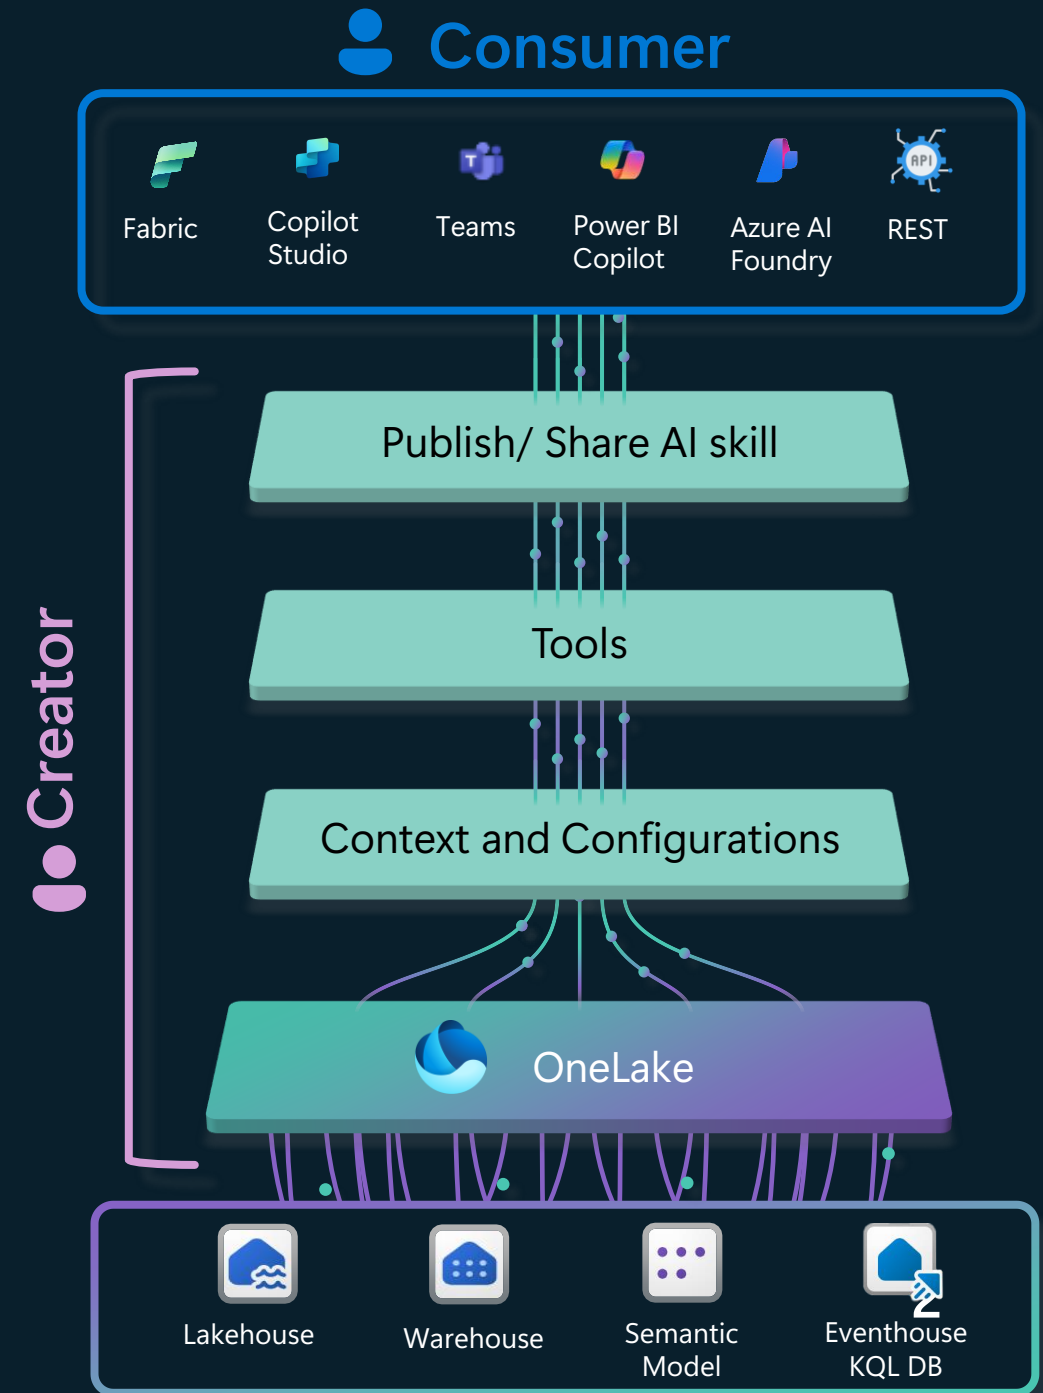 Consumer
Fabric
Copilot
Studio
Teams
Power BI
Copilot
Azure AI
Foundry
API
REST
Publish/ Share AI skill
Tools
Context and Configurations
Creator
OneLake
Lakehouse
Warehouse
Semantic
Model
2
Eventhouse
KQL DB